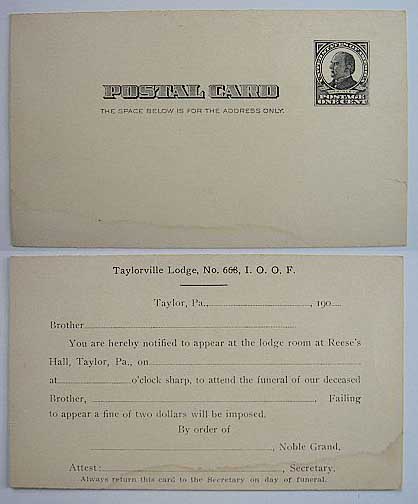 POSTAL CARD
THE SPACE BELOW IS FOR THE ADDRESS ONLY.
POSTAGE
ONE CENT
Taylorville Lodge, No. 668, I. O. O. F.
Taylor, Pa., 190
Brother
You are hereby notified to appear at the lodge room at Reese's
Hall, Taylor, Pa., on
at o'clock sharp, to attend the funeral of our deceased
Brother, , Failing
to appear a fine of two dollars will be imposed.
By order of
, Noble Grand,
Attest: , Secretary.
Always return this card to the Secretary on day of funeral.